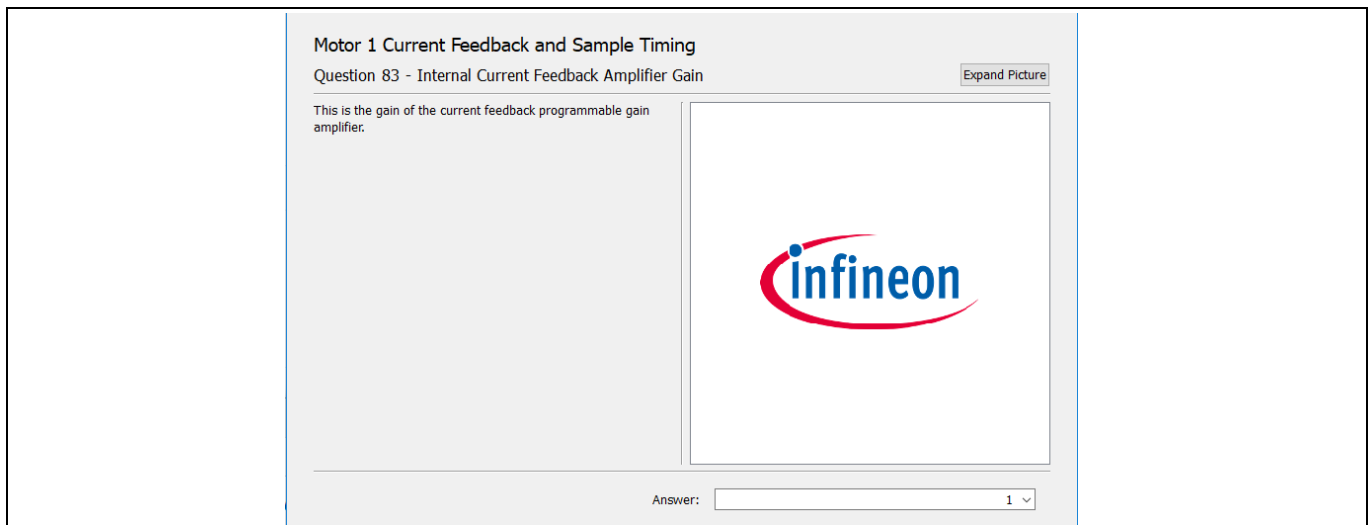 Motor 1 Current Feedback and Sample Timing
Question 83 - Internal Current Feedback Amplifier Gain
Expand Picture
This is the gain of the current feedback programmable gain
amplifier.
infineon
Answer:
1